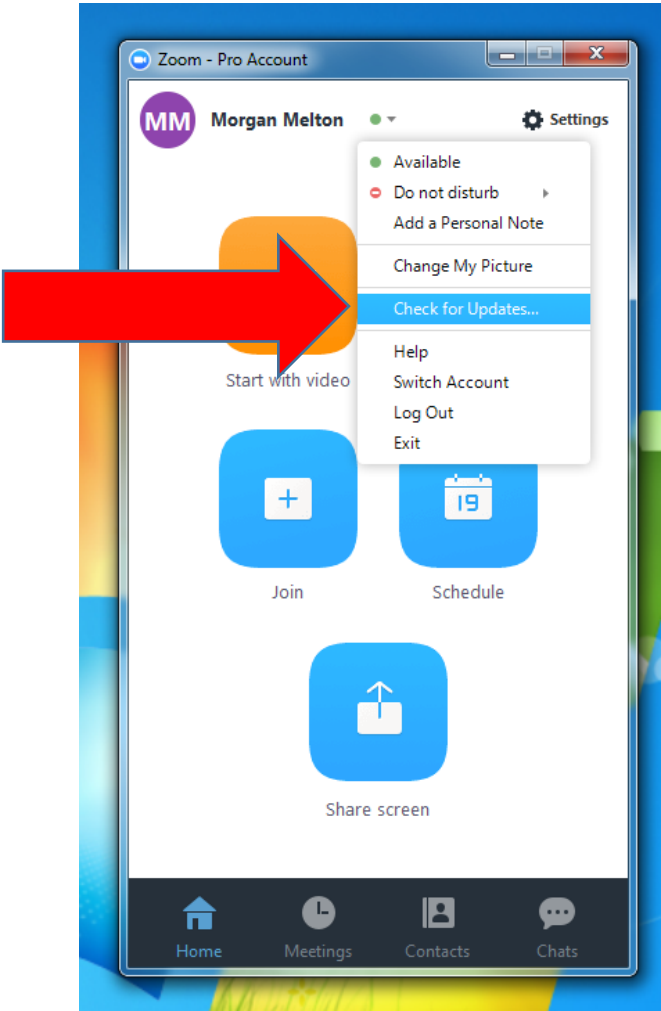 Zoom - Pro Account
MM
Morgan Melton
Settings
Available
Do not disturb
Add a Personal Note
Change My Picture
Check for Updates...
Help
Switch Account
Log Out
Exit
Start with video
19
Join
Schedule
Share screen
Home
Meetings
Contacts
Chats